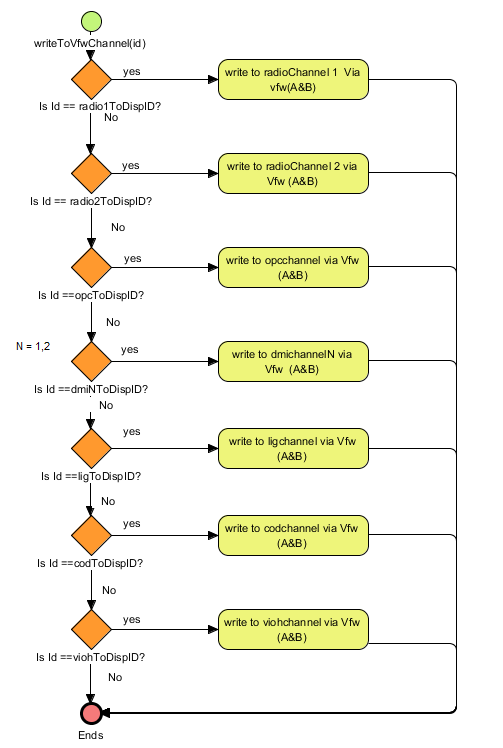 writeToVfwChannel(id)
yes
write to radioChannel 1 Via
vfw(A&B)
Is Id == radio1ToDispID?
No
yes
write to radioChannel 2 via
Vfw (A&B)
Is Id == radio2ToDispID?
No
yes
write to opcchannel via Vfw
(A&B)
Is Id ==opcToDispID?
No
N = 1,2
yes
write to dmichannelN via
Vfw (A&B)
Is Id ==dmiNToDispID?
No
yes
write to ligchannel via Vfw
(A&B)
Is Id ==ligToDispID?
No
yes
write to codchannel via Vfw
(A&B)
Is Id ==codToDispID?
No
yes
write to viohchannel via Vfw
(A&B)
Is Id ==viohToDispID?
No
Ends